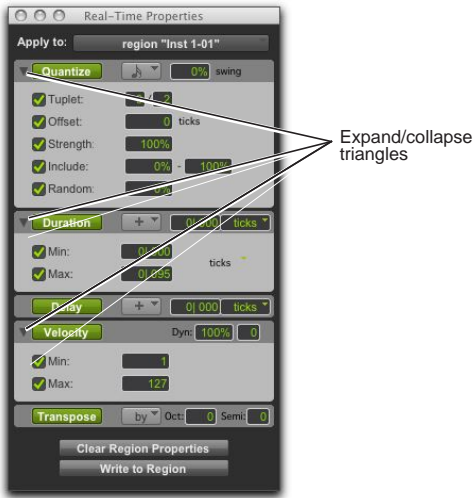 Real-Time Properties
Apply to: region "Inst 1-01"
Quantize 0% swing
Tuplet: / 2
Offset: 0 ticks
Strength: 100%
Include: 0% - 100%
Random: 0%
Expand/collapse
triangles
Duration + 0| 000 ticks
Min: 0| 000
ticks
Max: 0| 095
Delay + 0| 000 ticks
Velocity Dyn: 100% 0
Min: 1
Max: 127
Transpose by Oct: 0 Semi: 0
Clear Region Properties
Write to Region